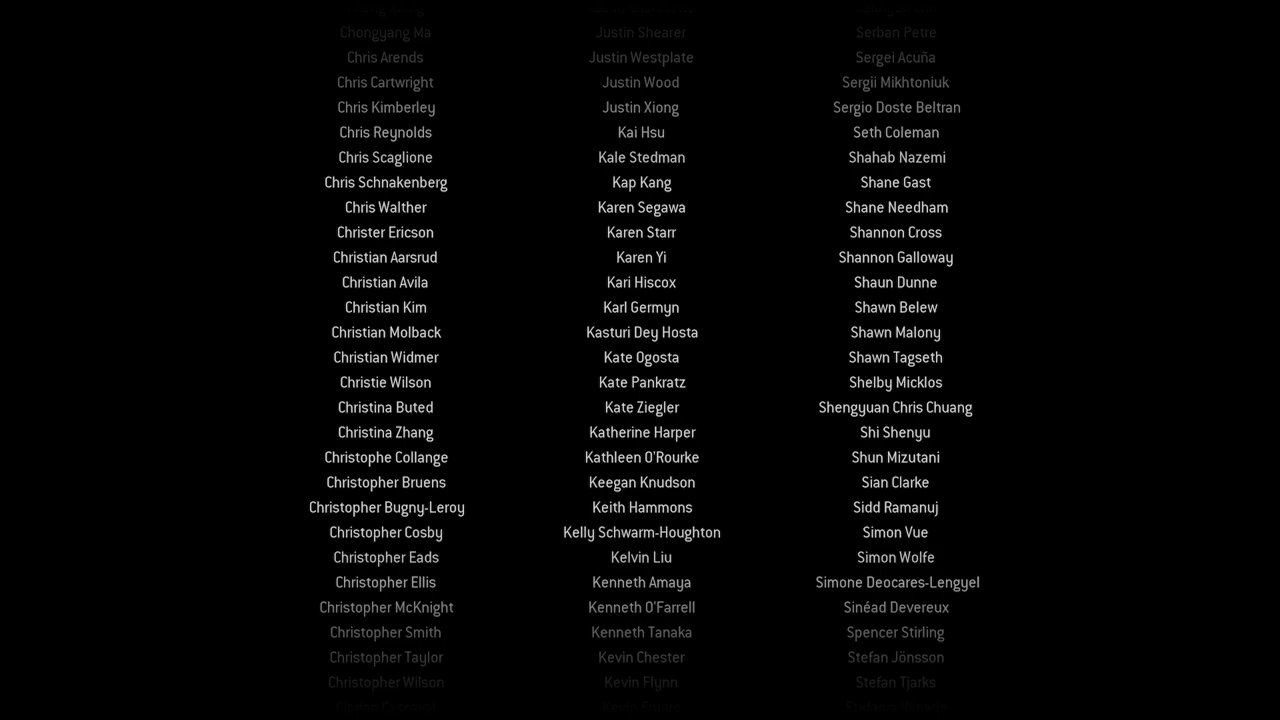 Chongyang Ma
Chris Arends
Chris Cartwright
Chris Kimberley
Chris Reynolds
Chris Scaglione
Chris Schnakenberg
Chris Walther
Christer Ericson
Christian Aarsrud
Christian Avila
Christian Kim
Christian Molback
Christian Widmer
Christie Wilson
Christina Buted
Christina Zhang
Christophe Collange
Christopher Bruens
Christopher Bugny-Leroy
Christopher Cosby
Christopher Eads
Christopher Ellis
Christopher McKnight
Christopher Smith
Christopher Taylor
Christopher Wilson
Justin Shearer
Justin Westplate
Justin Wood
Justin Xiong
Kai Hsu
Kale Stedman
Kap Kang
Karen Segawa
Karen Starr
Karen Yi
Kari Hiscox
Karl Germyn
Kasturi Dey Hosta
Kate Ogosta
Kate Pankratz
Kate Ziegler
Katherine Harper
Kathleen O'Rourke
Keegan Knudson
Keith Hammons
Kelly Schwarm-Houghton
Kelvin Liu
Kenneth Amaya
Kenneth O'Farrell
Kenneth Tanaka
Kevin Chester
Kevin Flynn
Serban Petre
Sergei Acuña
Sergii Mikhtoniuk
Sergio Doste Beltran
Seth Coleman
Shahab Nazemi
Shane Gast
Shane Needham
Shannon Cross
Shannon Galloway
Shaun Dunne
Shawn Belew
Shawn Malony
Shawn Tagseth
Shelby Micklos
Shengyuan Chris Chuang
Shi Shenyu
Shun Mizutani
Sian Clarke
Sidd Ramanuj
Simon Vue
Simon Wolfe
Simone Deocares-Lengyel
Sinéad Devereux
Spencer Stirling
Stefan Jönsson
Stefan Tjarks